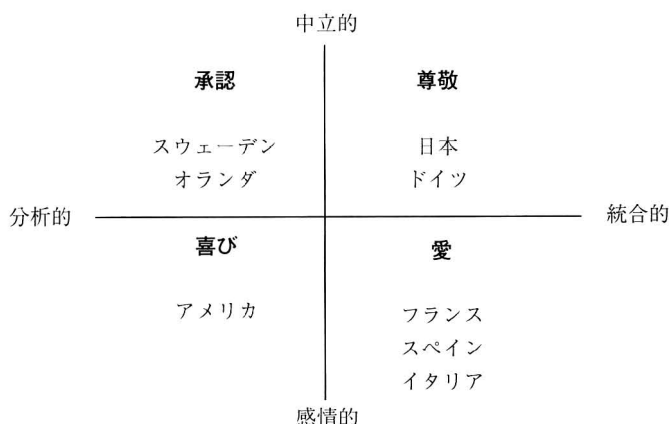 中立的
承認
尊敬
スウェーデン
日本
オランダ
ドイツ
分析的
統合的
喜び
愛
アメリカ
フランス
スペイン
イタリア
感情的